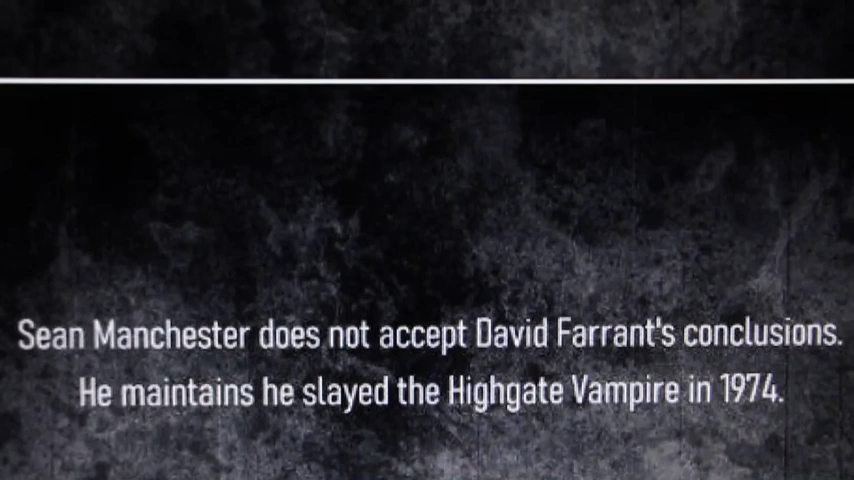 Sean Manchester does not accept David Farrant's conclusions.
He maintains he slayed the Highgate Vampire in 1974.